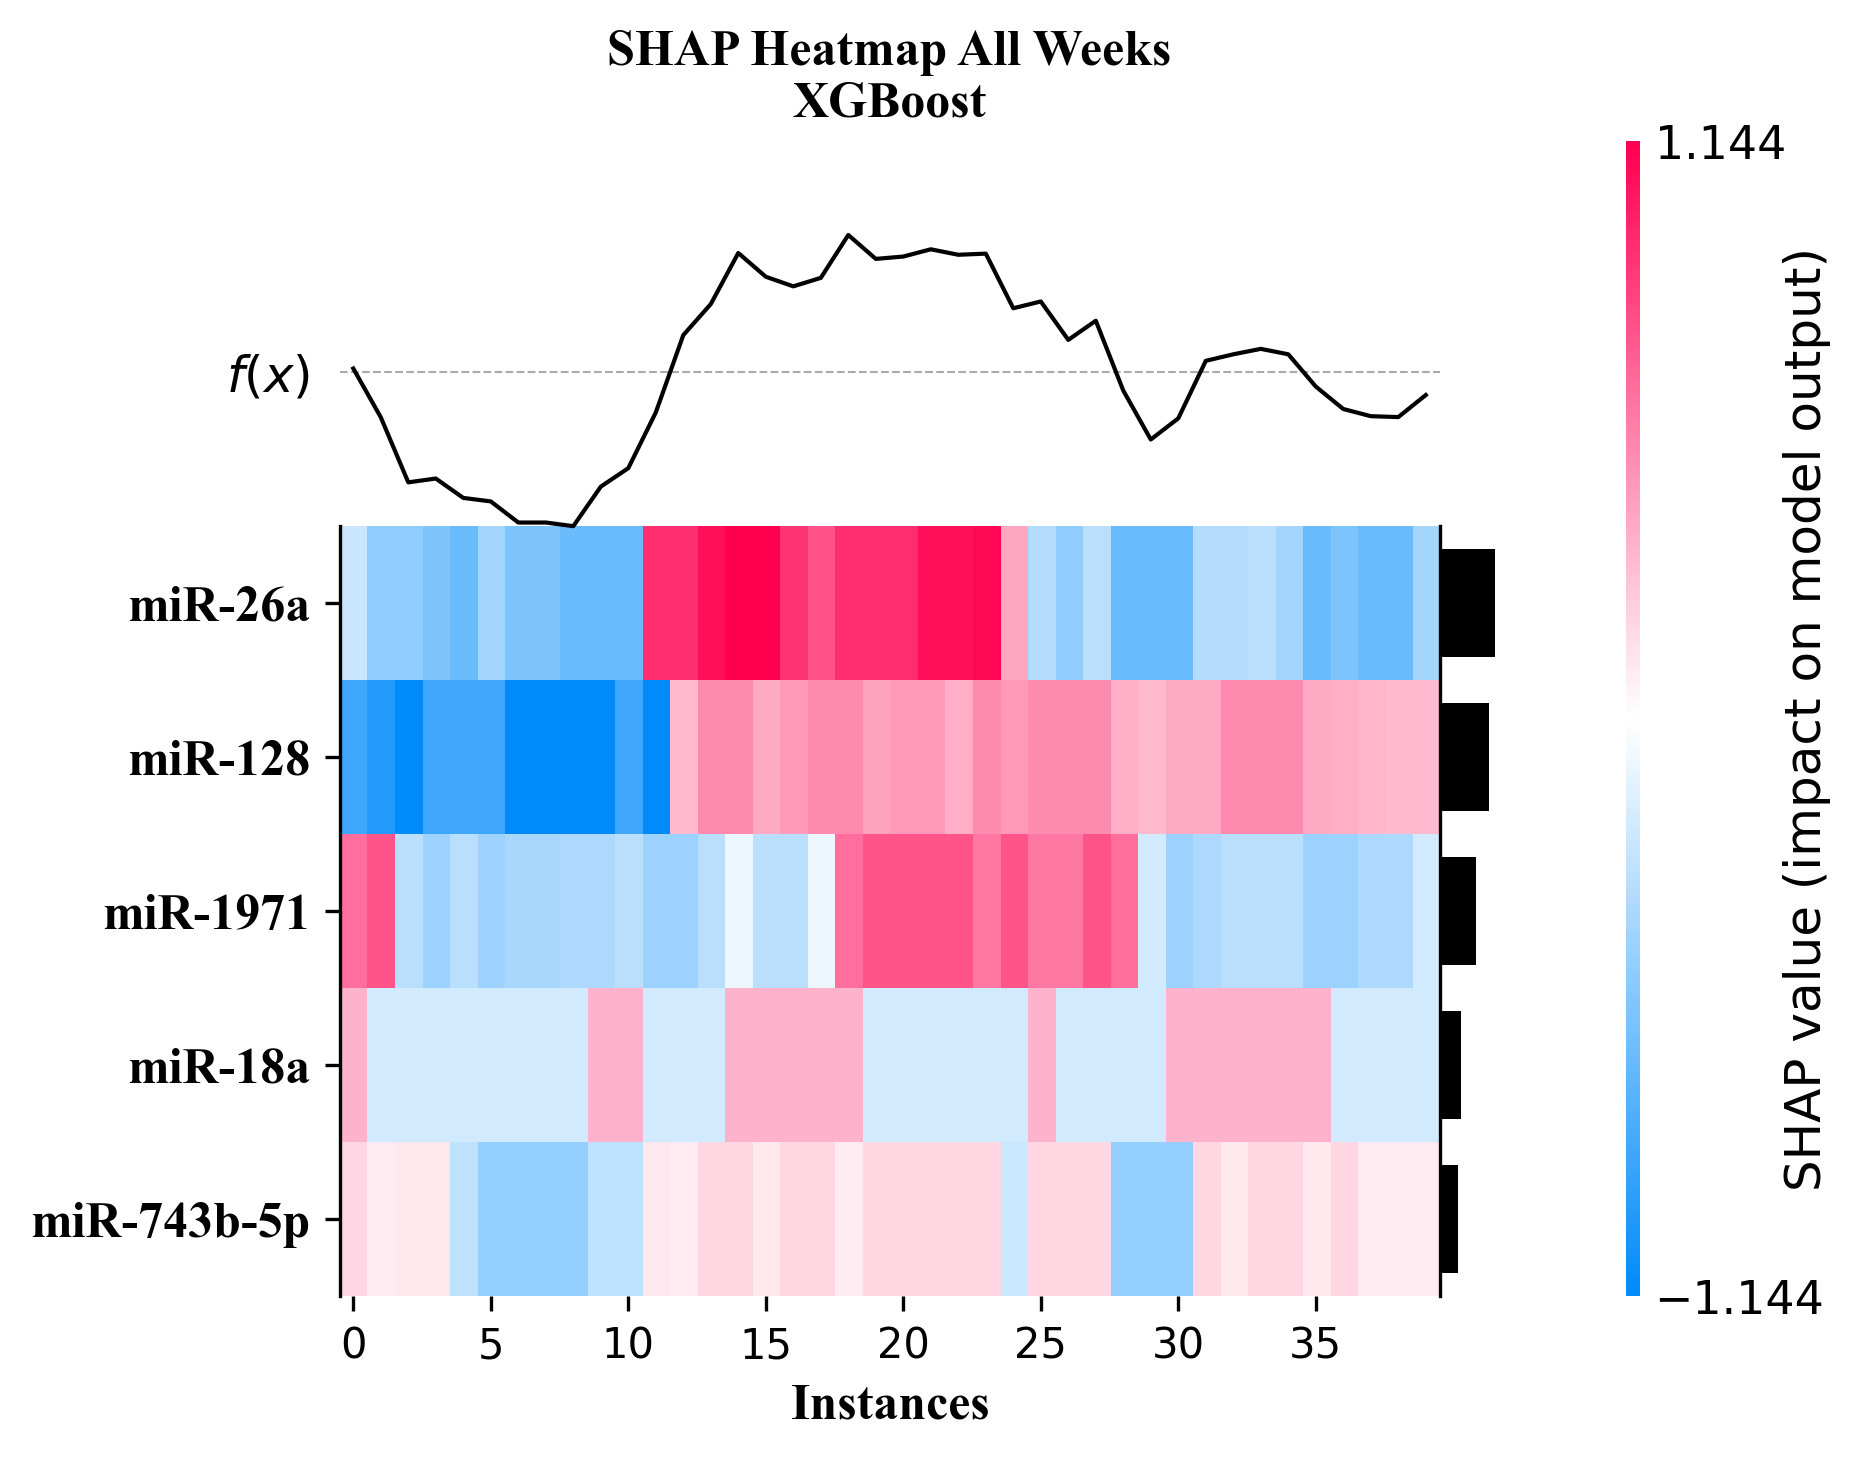 SHAP Heatmap All Weeks
XGBoost
1.144
f(x)
miR-26a
miR-128
miR-1971
miR-18a
miR-743b-5p
0 5 10 15 20 25 30 35
Instances
−1.144
SHAP value (impact on model output)